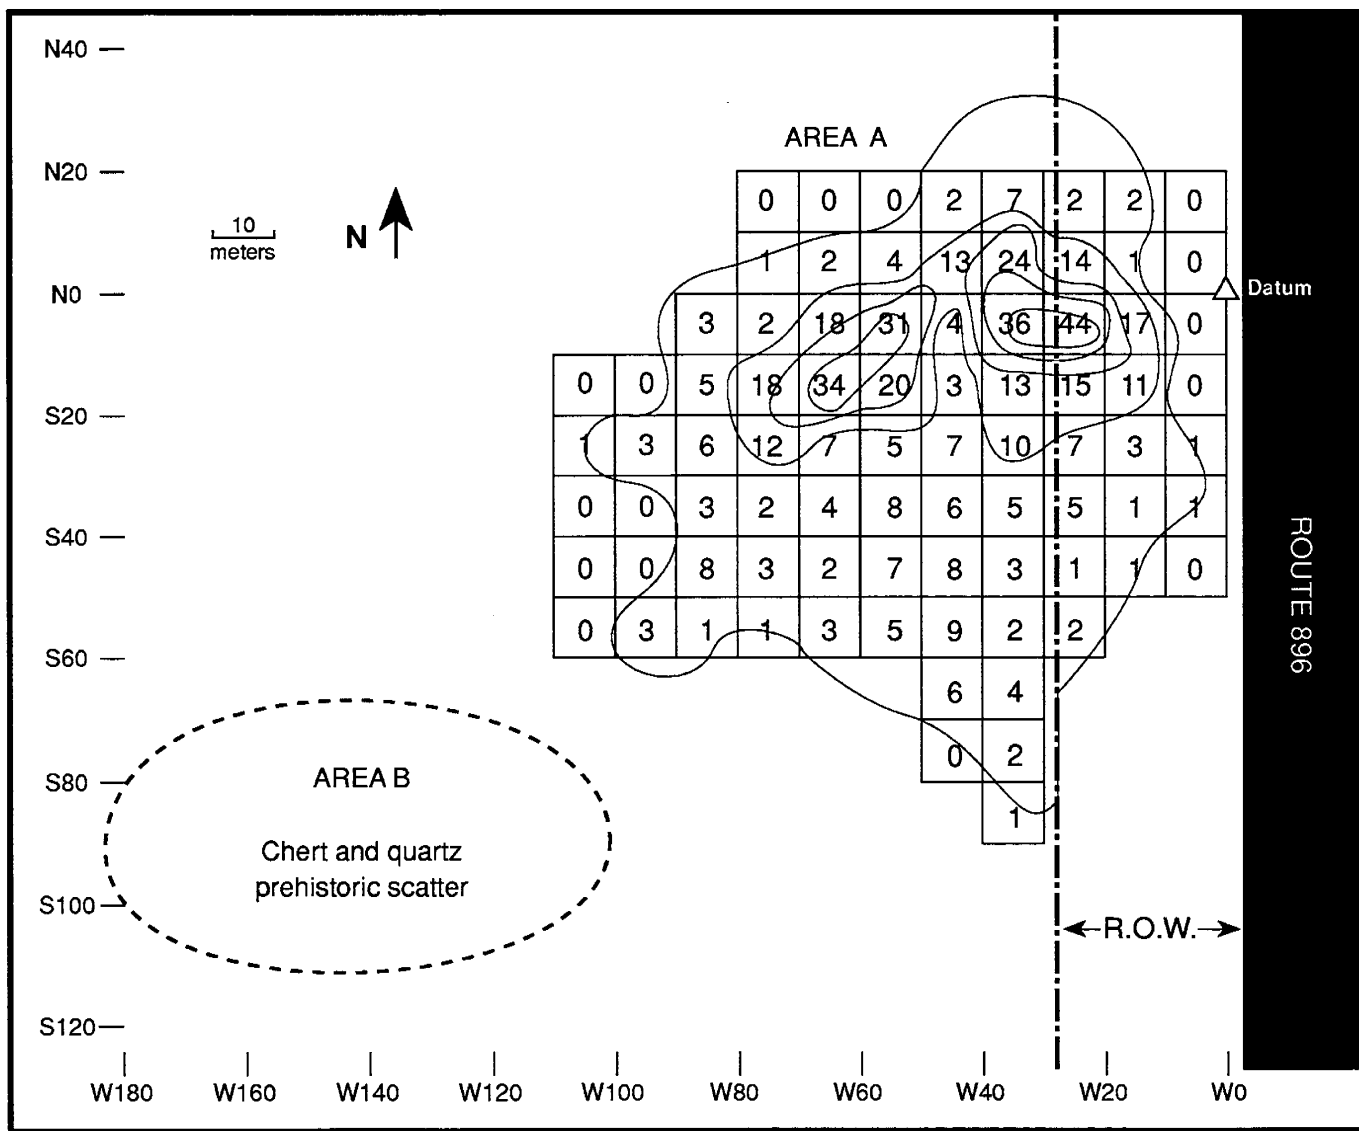 N40
AREA A
N20
0 0 0 2 7 2 2 0
10
meters
N
1 2 4 13 24 14 1 0
N0
Datum
3 2 18 31 4 36 44 17 0
0 0 5 18 34 20 3 13 15 11 0
S20
1 3 6 12 7 5 7 10 7 3 1
0 0 3 2 4 8 6 5 5 1 1
S40
0 0 8 3 2 7 8 3 1 1 0
0 3 1 1 3 5 9 2 2
S60
6 4
0 2
S80
AREA B
1
Chert and quartz
prehistoric scatter
S100
R.O.W.
S120
W180 W160 W140 W120 W100 W80 W60 W40 W20 W0
ROUTE 896